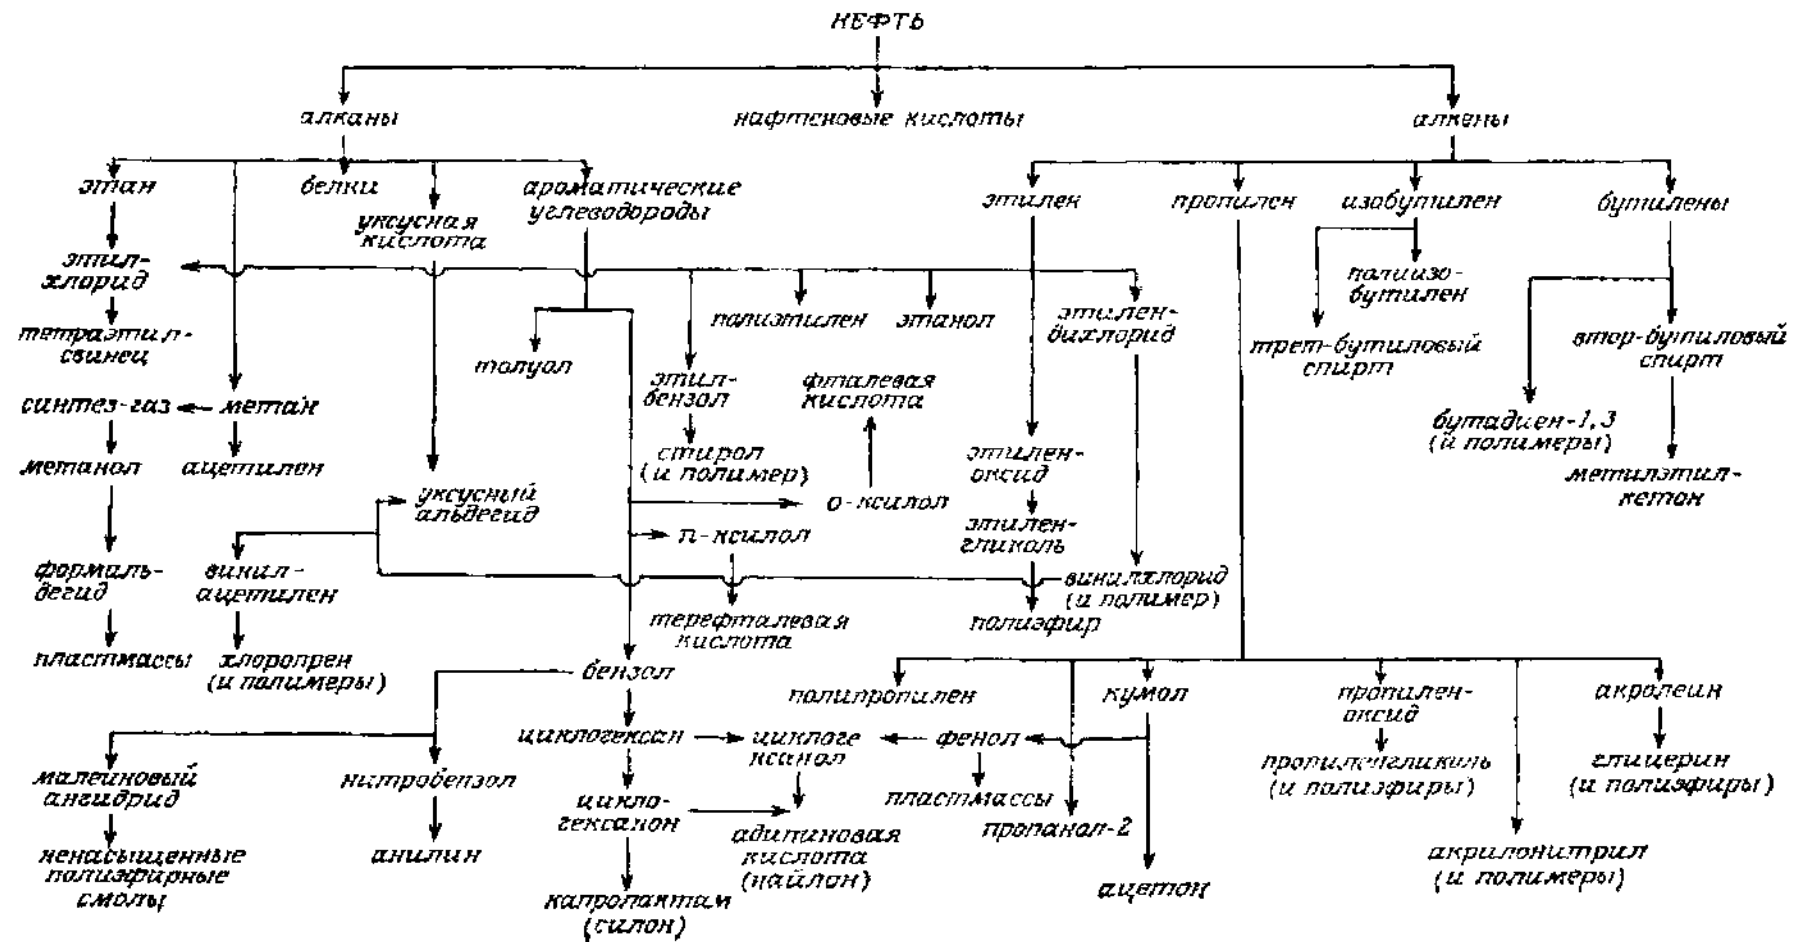 НЕФТЬ
алканы
нафтеновые кислоты
алкены
этан
белки
уксусная
кислота
ароматические
углеводороды
этилен
пропилен
изобутилен
бутилены
этил-
хлорид
тетраэтил-
свинец
толуол
полиэтилен
этанол
этилен-
дихлорид
полиизо-
бутилен
трет-бутиловый
спирт
втор-бутиловый
спирт
синтез-газ
метан
этил-
бензол
фталевая
кислота
бутадиен-1,3
(и полимеры)
метанол
ацетилен
стирол
(и полимер)
этилен-
оксид
метилэтил-
кетон
уксусный
альдегид
о-ксилол
п-ксилол
этилен-
гликоль
формаль-
дегид
винил-
ацетилен
винилхлорид
(и полимер)
терефталевая
кислота
полиэфир
пластмассы
хлоропрен
(и полимеры)
бензол
полипропилен
кумол
пропилен-
оксид
акролеин
циклогексан
циклоге
ксанол
фенол
малеиновый
ангидрид
нитробензол
цикло-
гексанон
пластмассы
пропанол-2
пропиленгликоль
(и полиэфиры)
глицерин
(и полиэфиры)
ненасыщенные
полиэфирные
смолы
анилин
адипиновая
кислота
(найлон)
капролактам
(силон)
ацетон
акрилонитрил
(и полимеры)